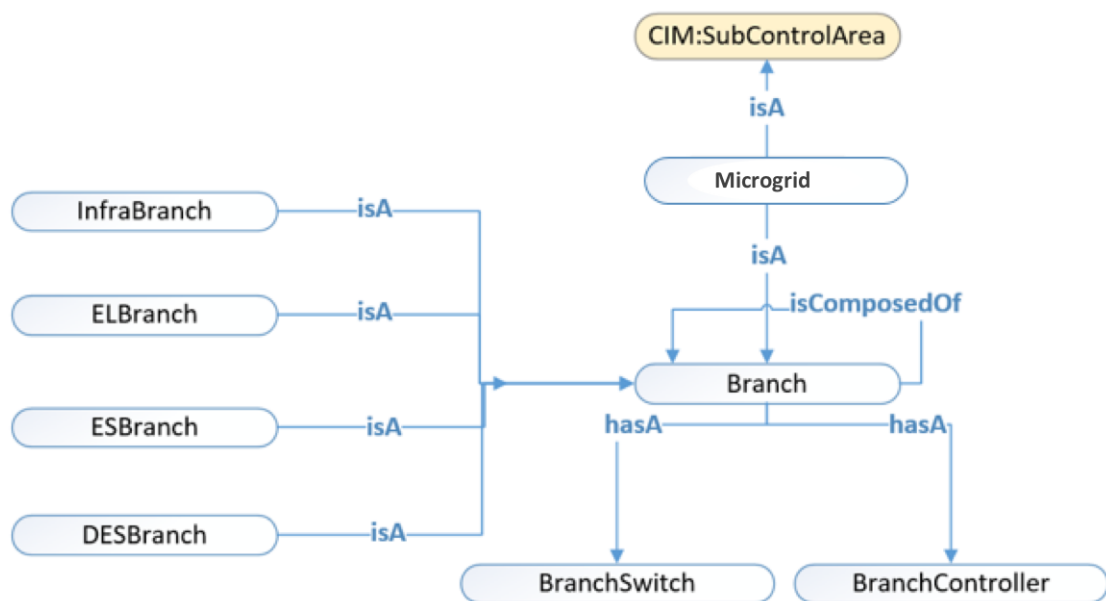 CIM:SubControlArea
isA
Microgrid
InfraBranch
isA
isA
ELBranch
isA
isComposedOf
Branch
ESBranch
isA
hasA
hasA
DESBranch
isA
BranchSwitch
BranchController